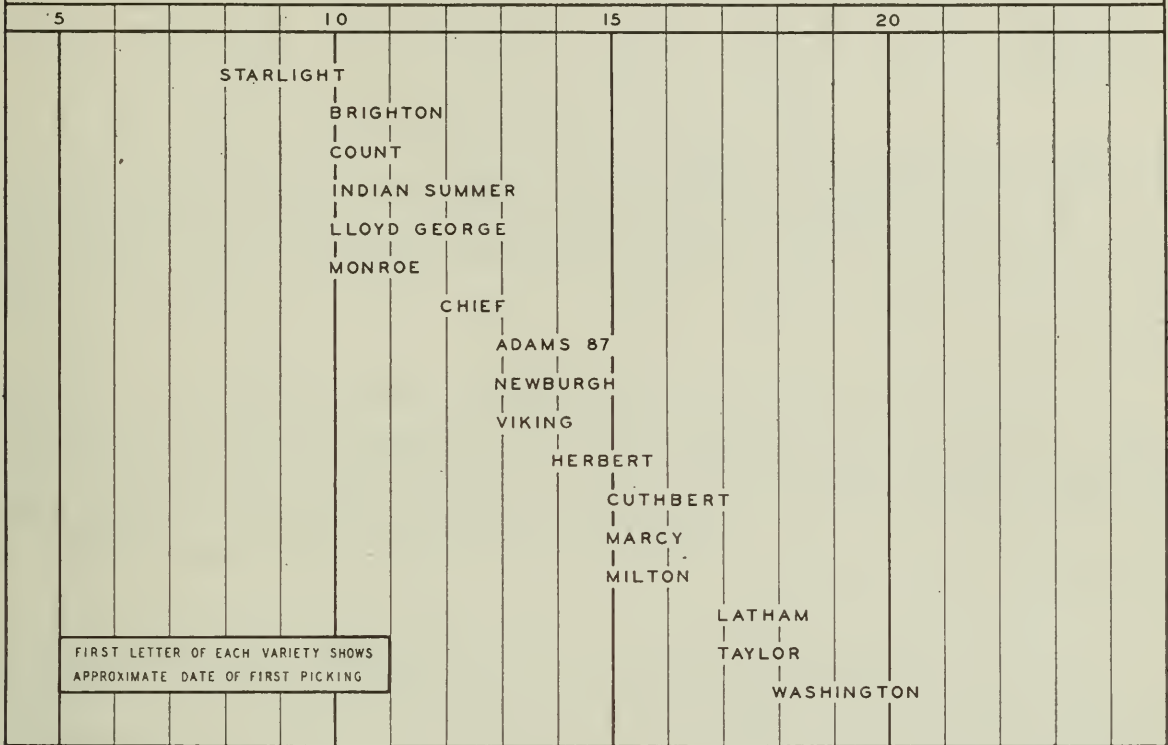 5 10 15 20
STARLIGHT
BRIGHTON
COUNT
INDIAN SUMMER
LLOYD GEORGE
MONROE
CHIEF
ADAMS 87
NEWBURGH
VIKING
HERBERT
CUTHBERT
MARCY
MILTON
LATHAM
TAYLOR
WASHINGTON
FIRST LETTER OF EACH VARIETY SHOWS
APPROXIMATE DATE OF FIRST PICKING